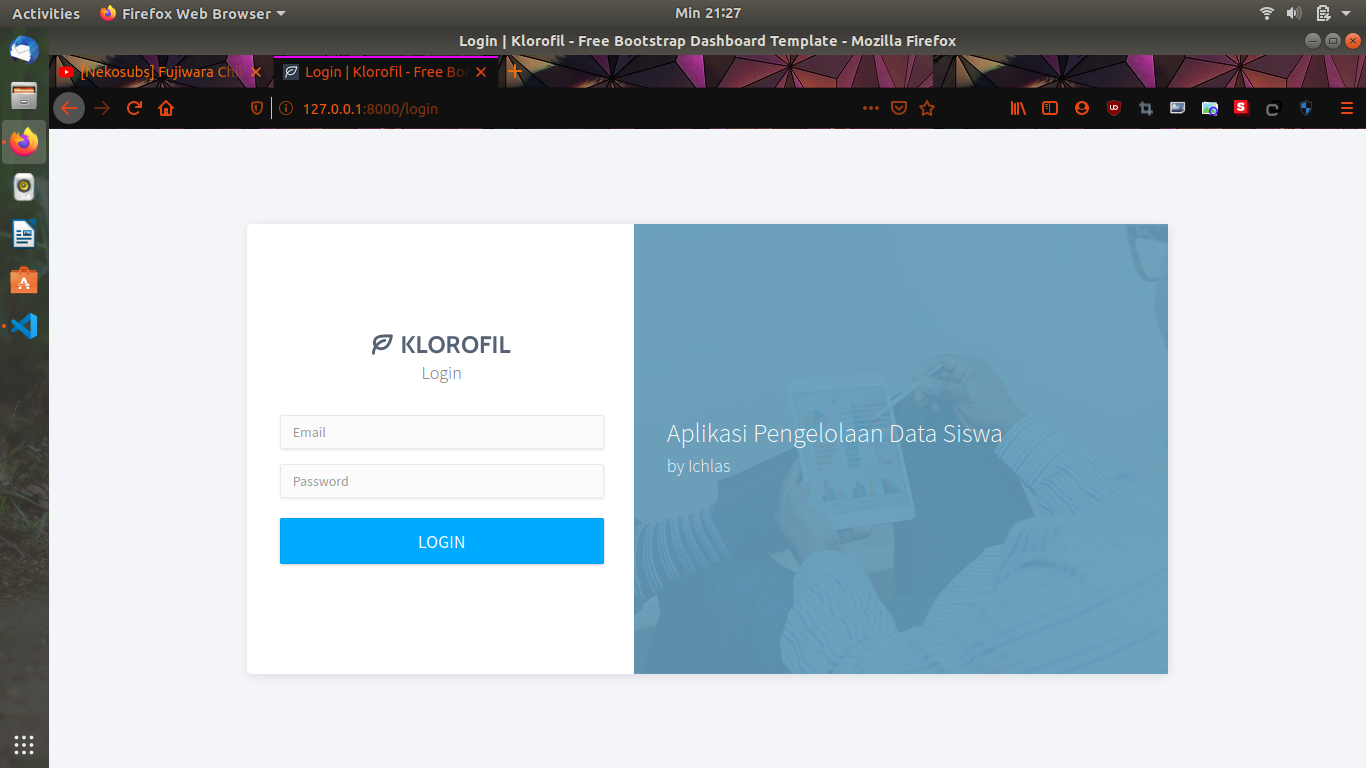 Activities
Firefox Web Browser
Min 21:27
Login | Klorofil - Free Bootstrap Dashboard Template - Mozilla Firefox
[Nekosubs] Fujiwara Chi
Login | Klorofil - Free Boo
127.0.0.1:8000/login
KLOROFIL
Login
Email
Password
LOGIN
Aplikasi Pengelolaan Data Siswa
by Ichlas